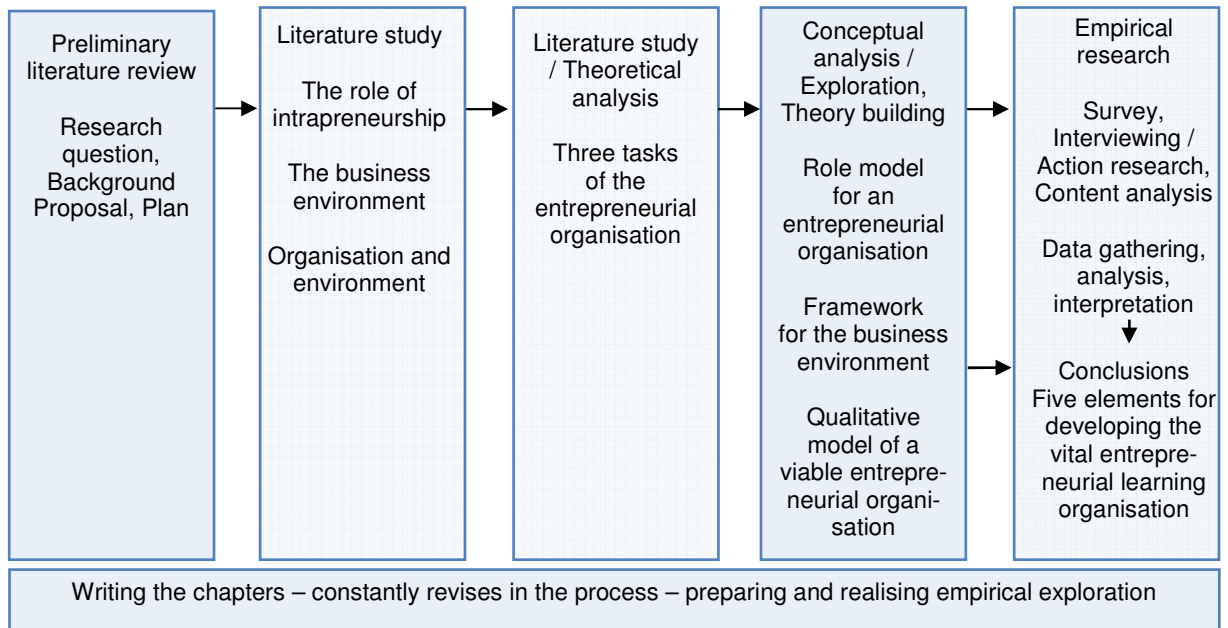 Preliminary
literature review
Research
question,
Background
Proposal, Plan
Literature study
The role of
intrapreneurship
The business
environment
Organisation and
environment
Literature study
/ Theoretical
analysis
Three tasks
of the
entrepreneurial
organisation
Conceptual
analysis /
Exploration,
Theory building
Role model
for an
entrepreneurial
organisation
Framework
for the business
environment
Qualitative
model of a
viable entrepre-
neurial organi-
sation
Empirical
research
Survey,
Interviewing /
Action research,
Content analysis
Data gathering,
analysis,
interpretation
Conclusions
Five elements for
developing the
vital entrepre-
neurial learning
organisation
Writing the chapters – constantly revises in the process – preparing and realising empirical exploration